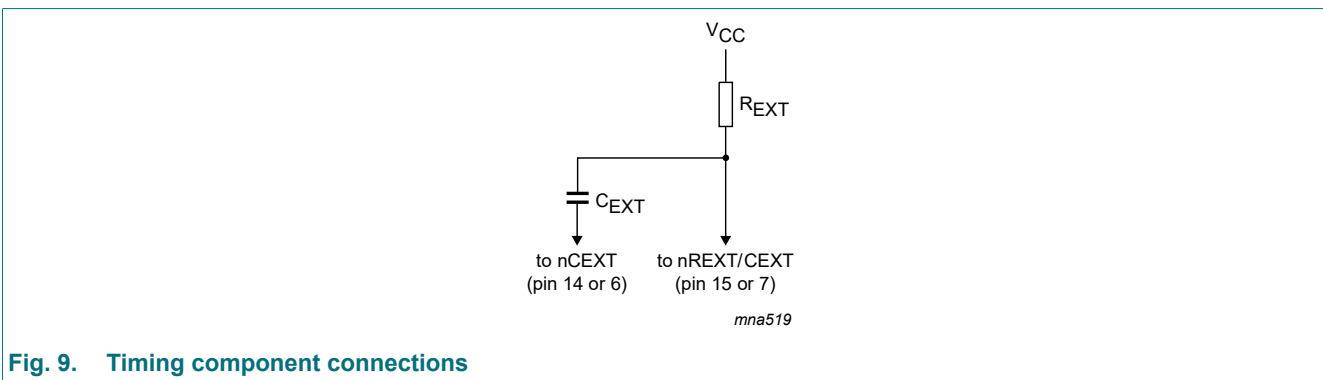 VCC
REXT
CEXT
to nCEXT
(pin 14 or 6)
to nREXT/CEXT
(pin 15 or 7)
mna519
Fig. 9. Timing component connections